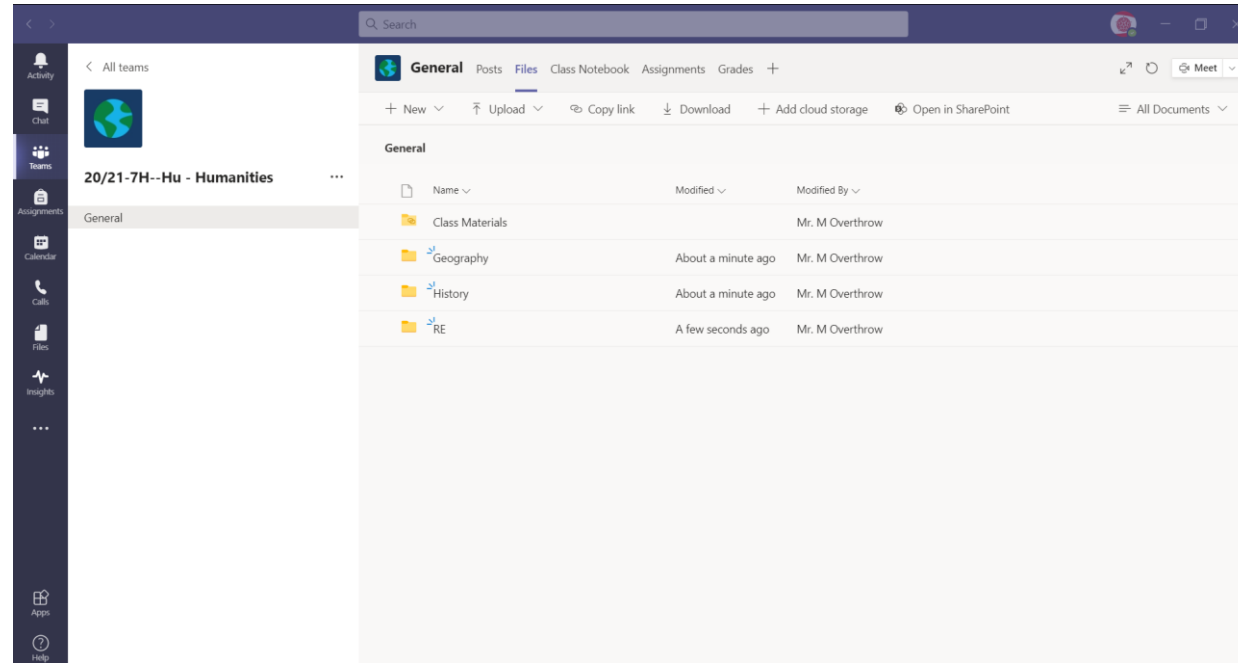 Search
Activity
Chat
Teams
Assignments
Calendar
Calls
Files
Insights
Apps
Help
All teams
20/21-7H--Hu - Humanities
General
General Posts Files Class Notebook Assignments Grades
Meet
New Upload Copy link Download Add cloud storage Open in SharePoint All Documents
General
Name Modified Modified By
Class Materials Mr. M Overthrow
Geography About a minute ago Mr. M Overthrow
History About a minute ago Mr. M Overthrow
RE A few seconds ago Mr. M Overthrow